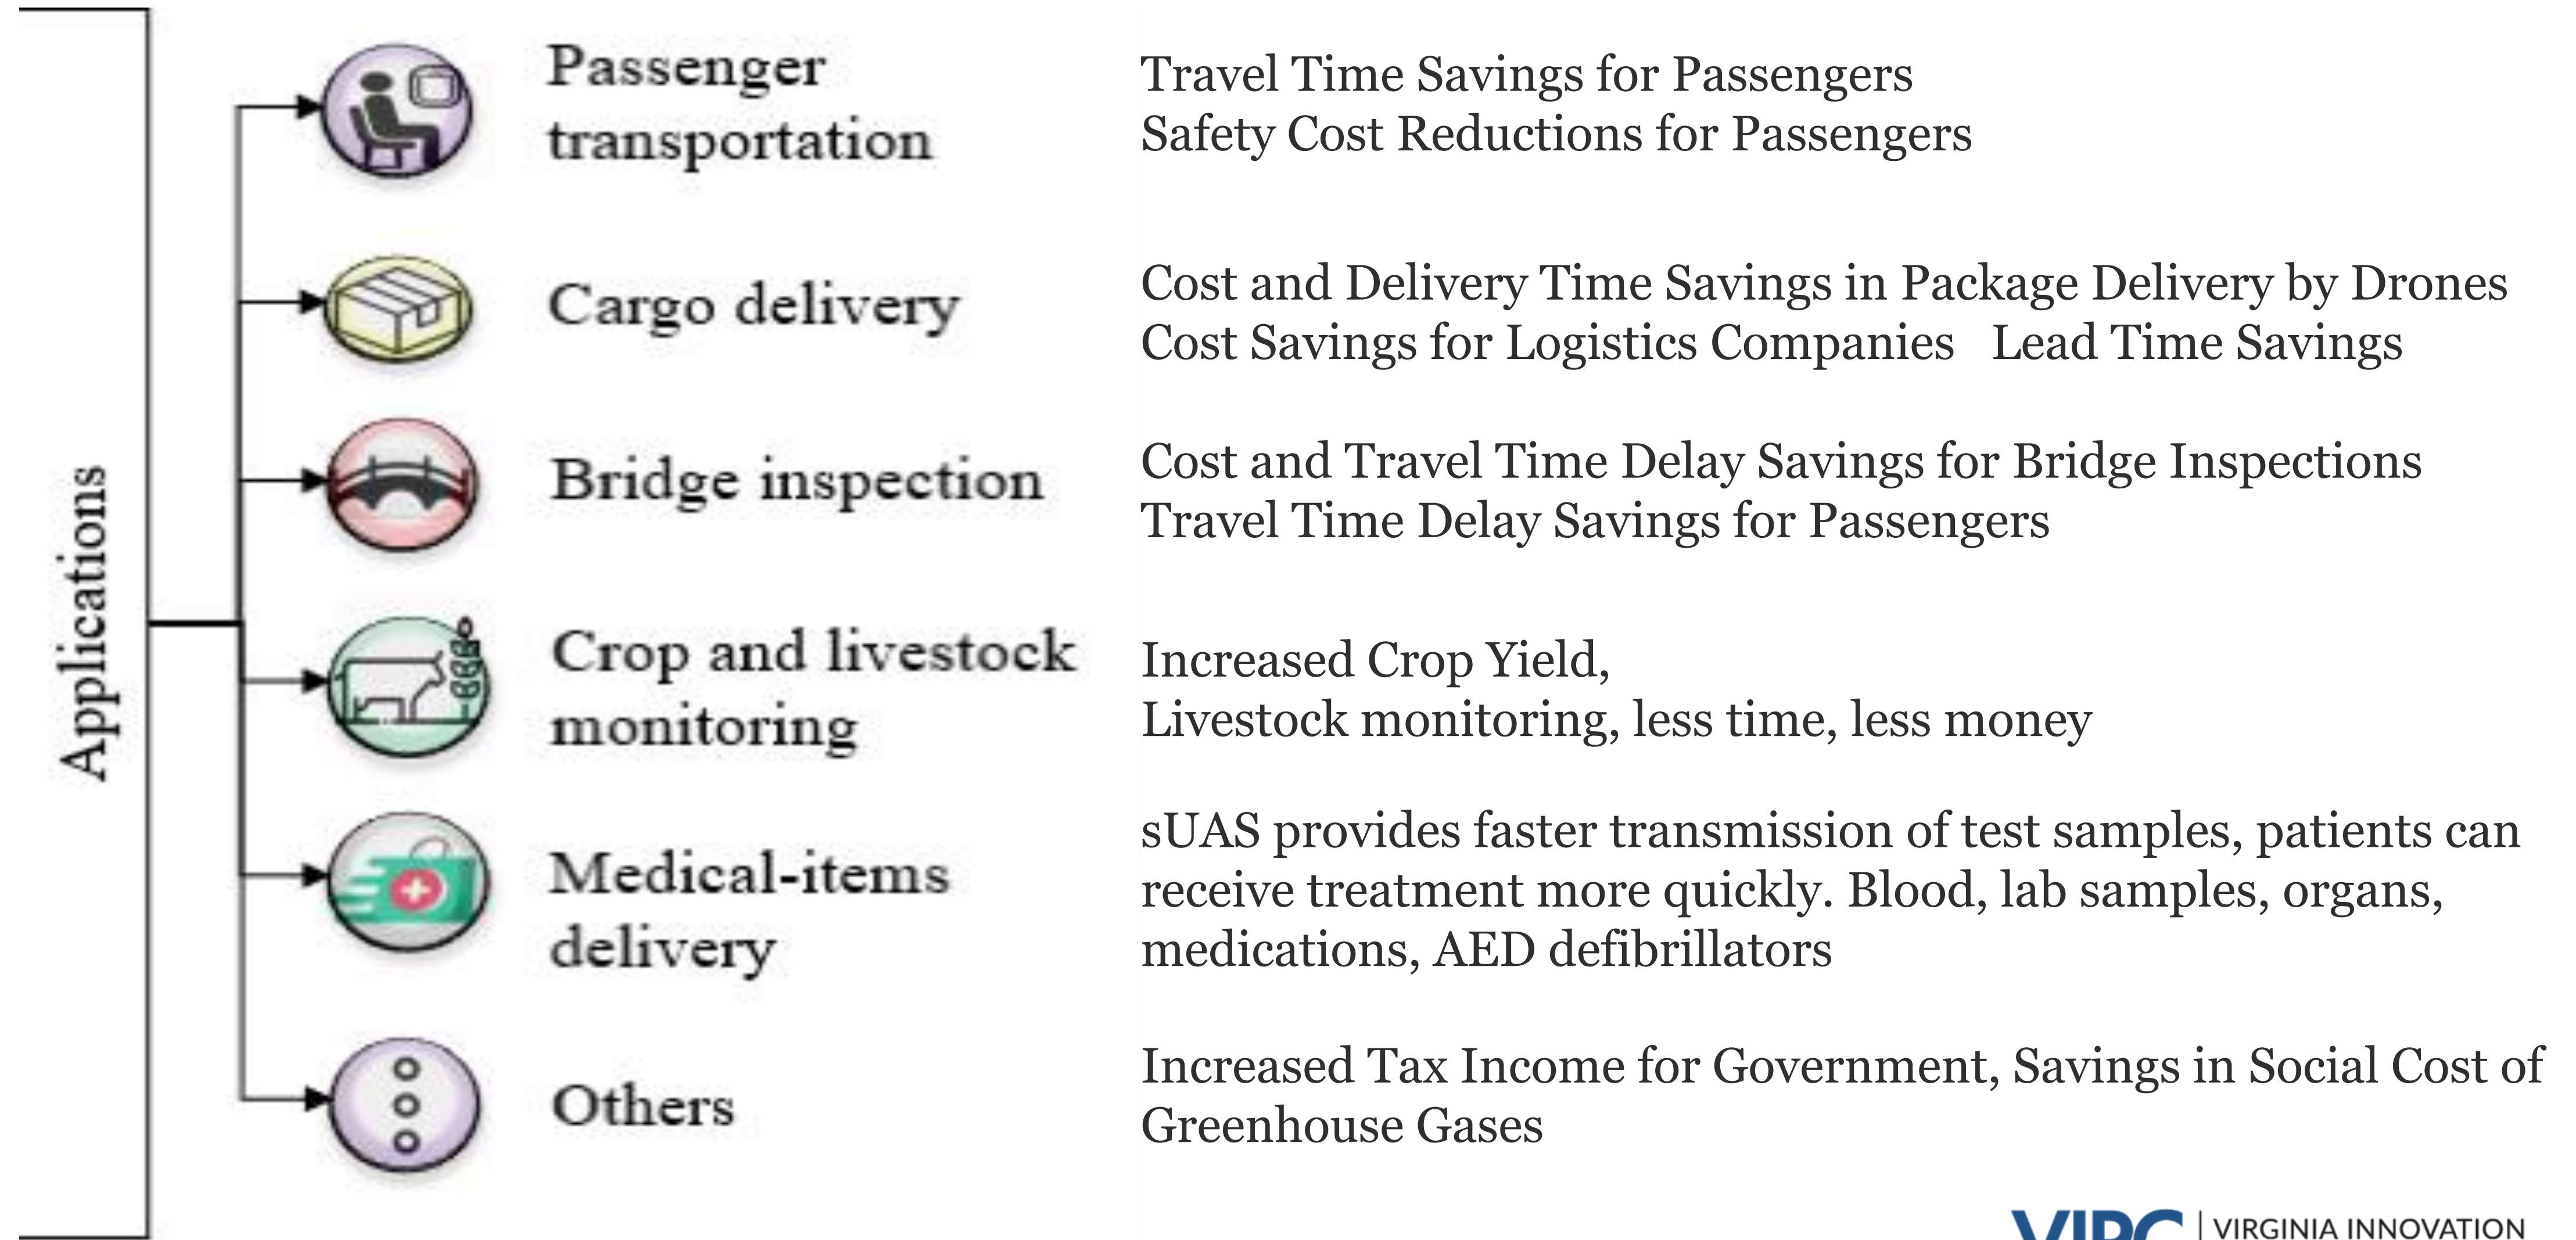 Applications
Passenger
transportation
Travel Time Savings for Passengers
Safety Cost Reductions for Passengers
Cargo delivery
Cost and Delivery Time Savings in Package Delivery by Drones
Cost Savings for Logistics Companies   Lead Time Savings
Bridge inspection
Cost and Travel Time Delay Savings for Bridge Inspections
Travel Time Delay Savings for Passengers
Crop and livestock
monitoring
Increased Crop Yield,
Livestock monitoring, less time, less money
Medical-items
delivery
sUAS provides faster transmission of test samples, patients can
receive treatment more quickly. Blood, lab samples, organs,
medications, AED defibrillators
Others
Increased Tax Income for Government, Savings in Social Cost of
Greenhouse Gases
VIPC | VIRGINIA INNOVATION